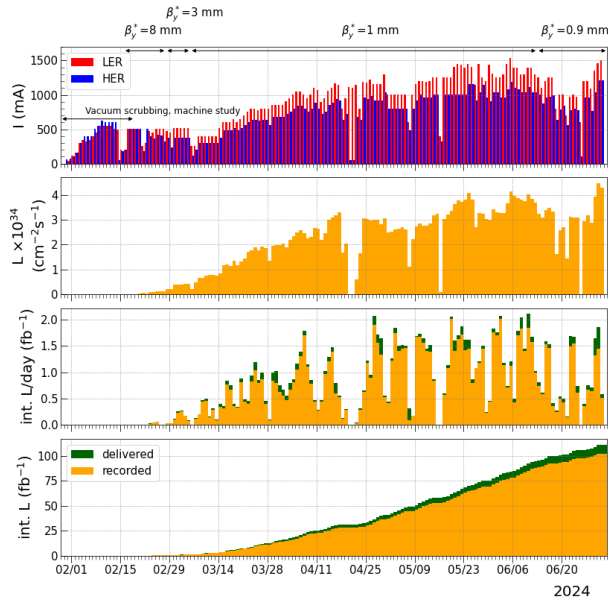 β*y=3 mm
β*y=8 mm
β*y=1 mm
β*y=0.9 mm
1500
1000
500
0
I (mA)
LER
HER
Vacuum scrubbing, machine study
4
3
2
1
0
L ×10^34
(cm−2s−1)
2.0
1.5
1.0
0.5
0.0
int. L/day (fb−1)
100
75
50
25
0
int. L (fb−1)
delivered
recorded
02/01 02/15 02/29 03/14 03/28 04/11 04/25 05/09 05/23 06/06 06/20
2024